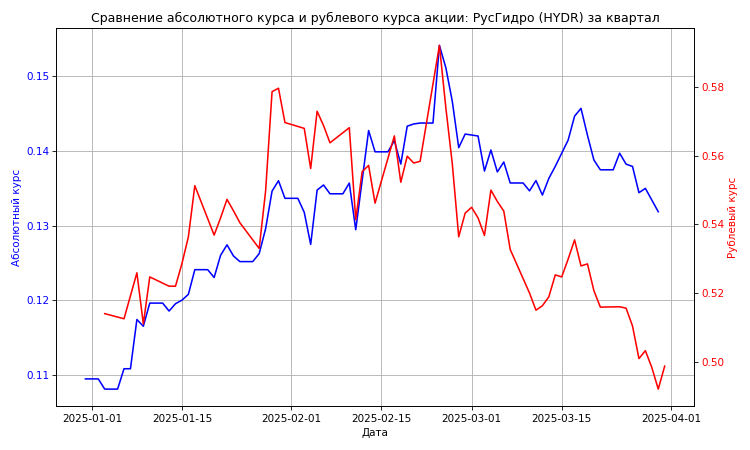 Сравнение абсолютного курса и рублевого курса акции: РусГидро (HYDR) за квартал
Абсолютный курс
0.15
0.14
0.13
0.12
0.11
0.58
0.56
0.54
0.52
0.50
Рублевый курс
2025-01-01 2025-01-15 2025-02-01 2025-02-15 2025-03-01 2025-03-15 2025-04-01
Дата